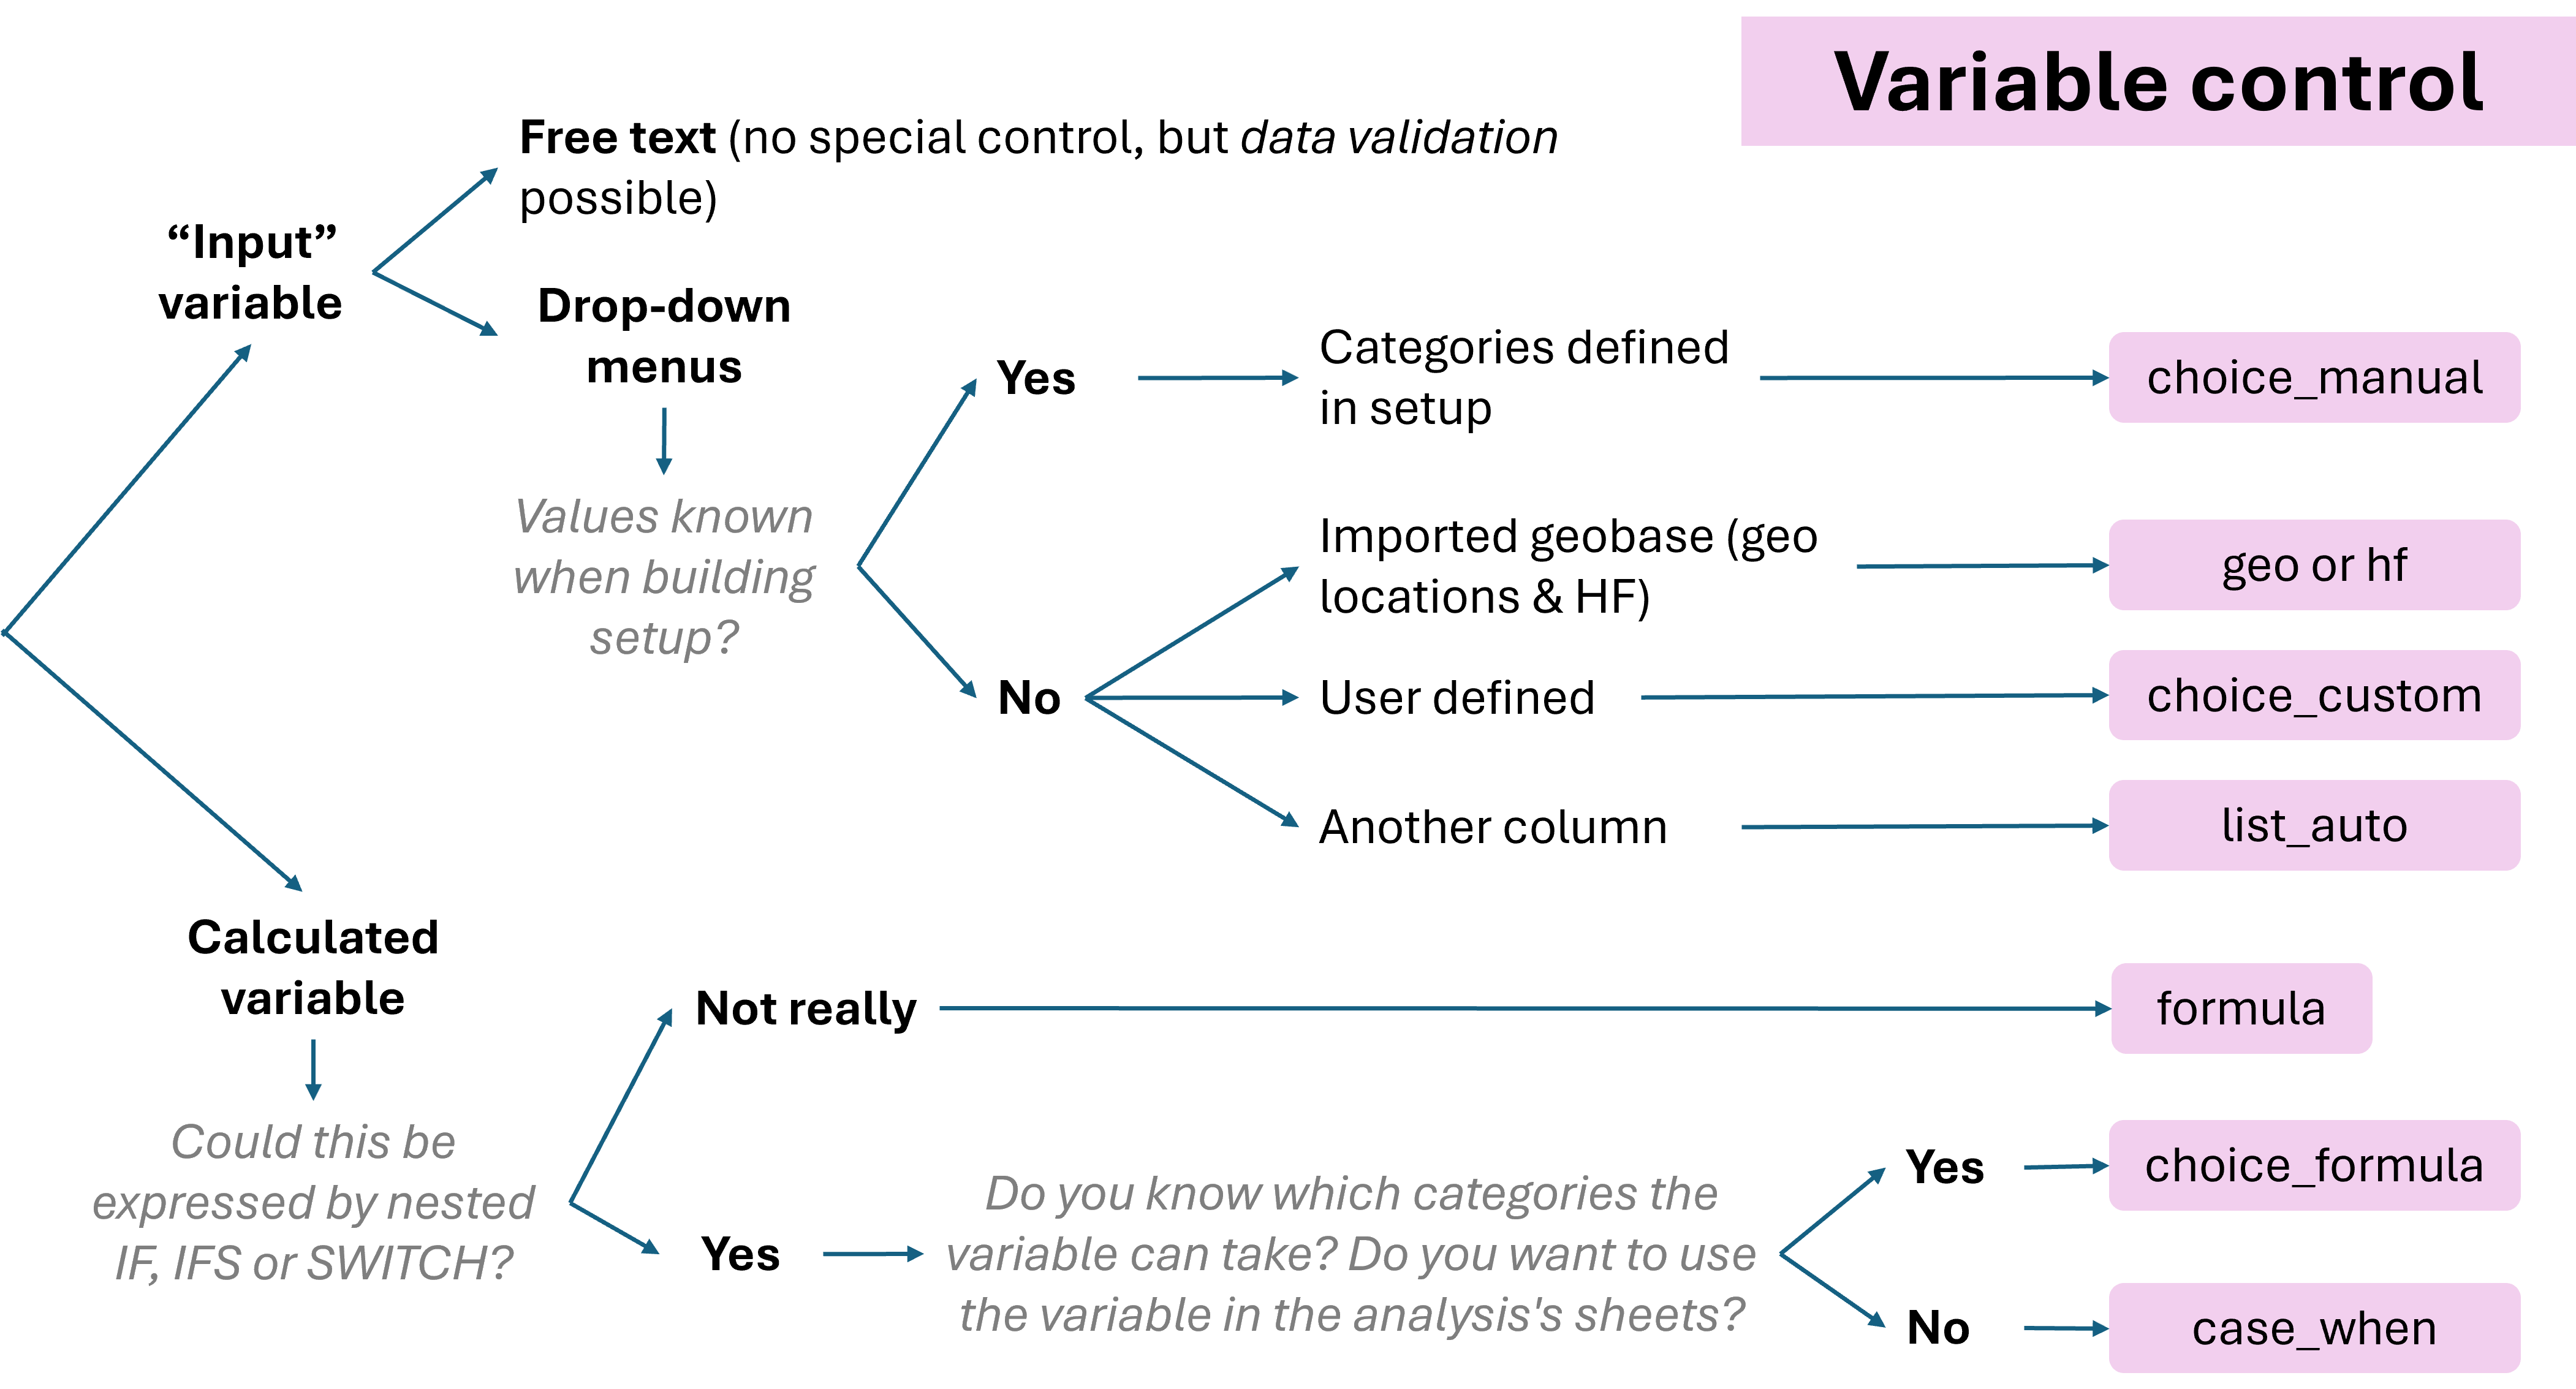 Variable control
Free text (no special control, but data validation
possible)
“Input”
variable
Drop-down
menus
Values known
when building
setup?
Yes
Categories defined
in setup
choice_manual
No
Imported geobase (geo
locations & HF)
geo or hf
User defined
choice_custom
Another column
list_auto
Calculated
variable
Could this be
expressed by nested
IF, IFS or SWITCH?
Not really
formula
Yes
Do you know which categories the
variable can take? Do you want to use
the variable in the analysis's sheets?
Yes
choice_formula
No
case_when